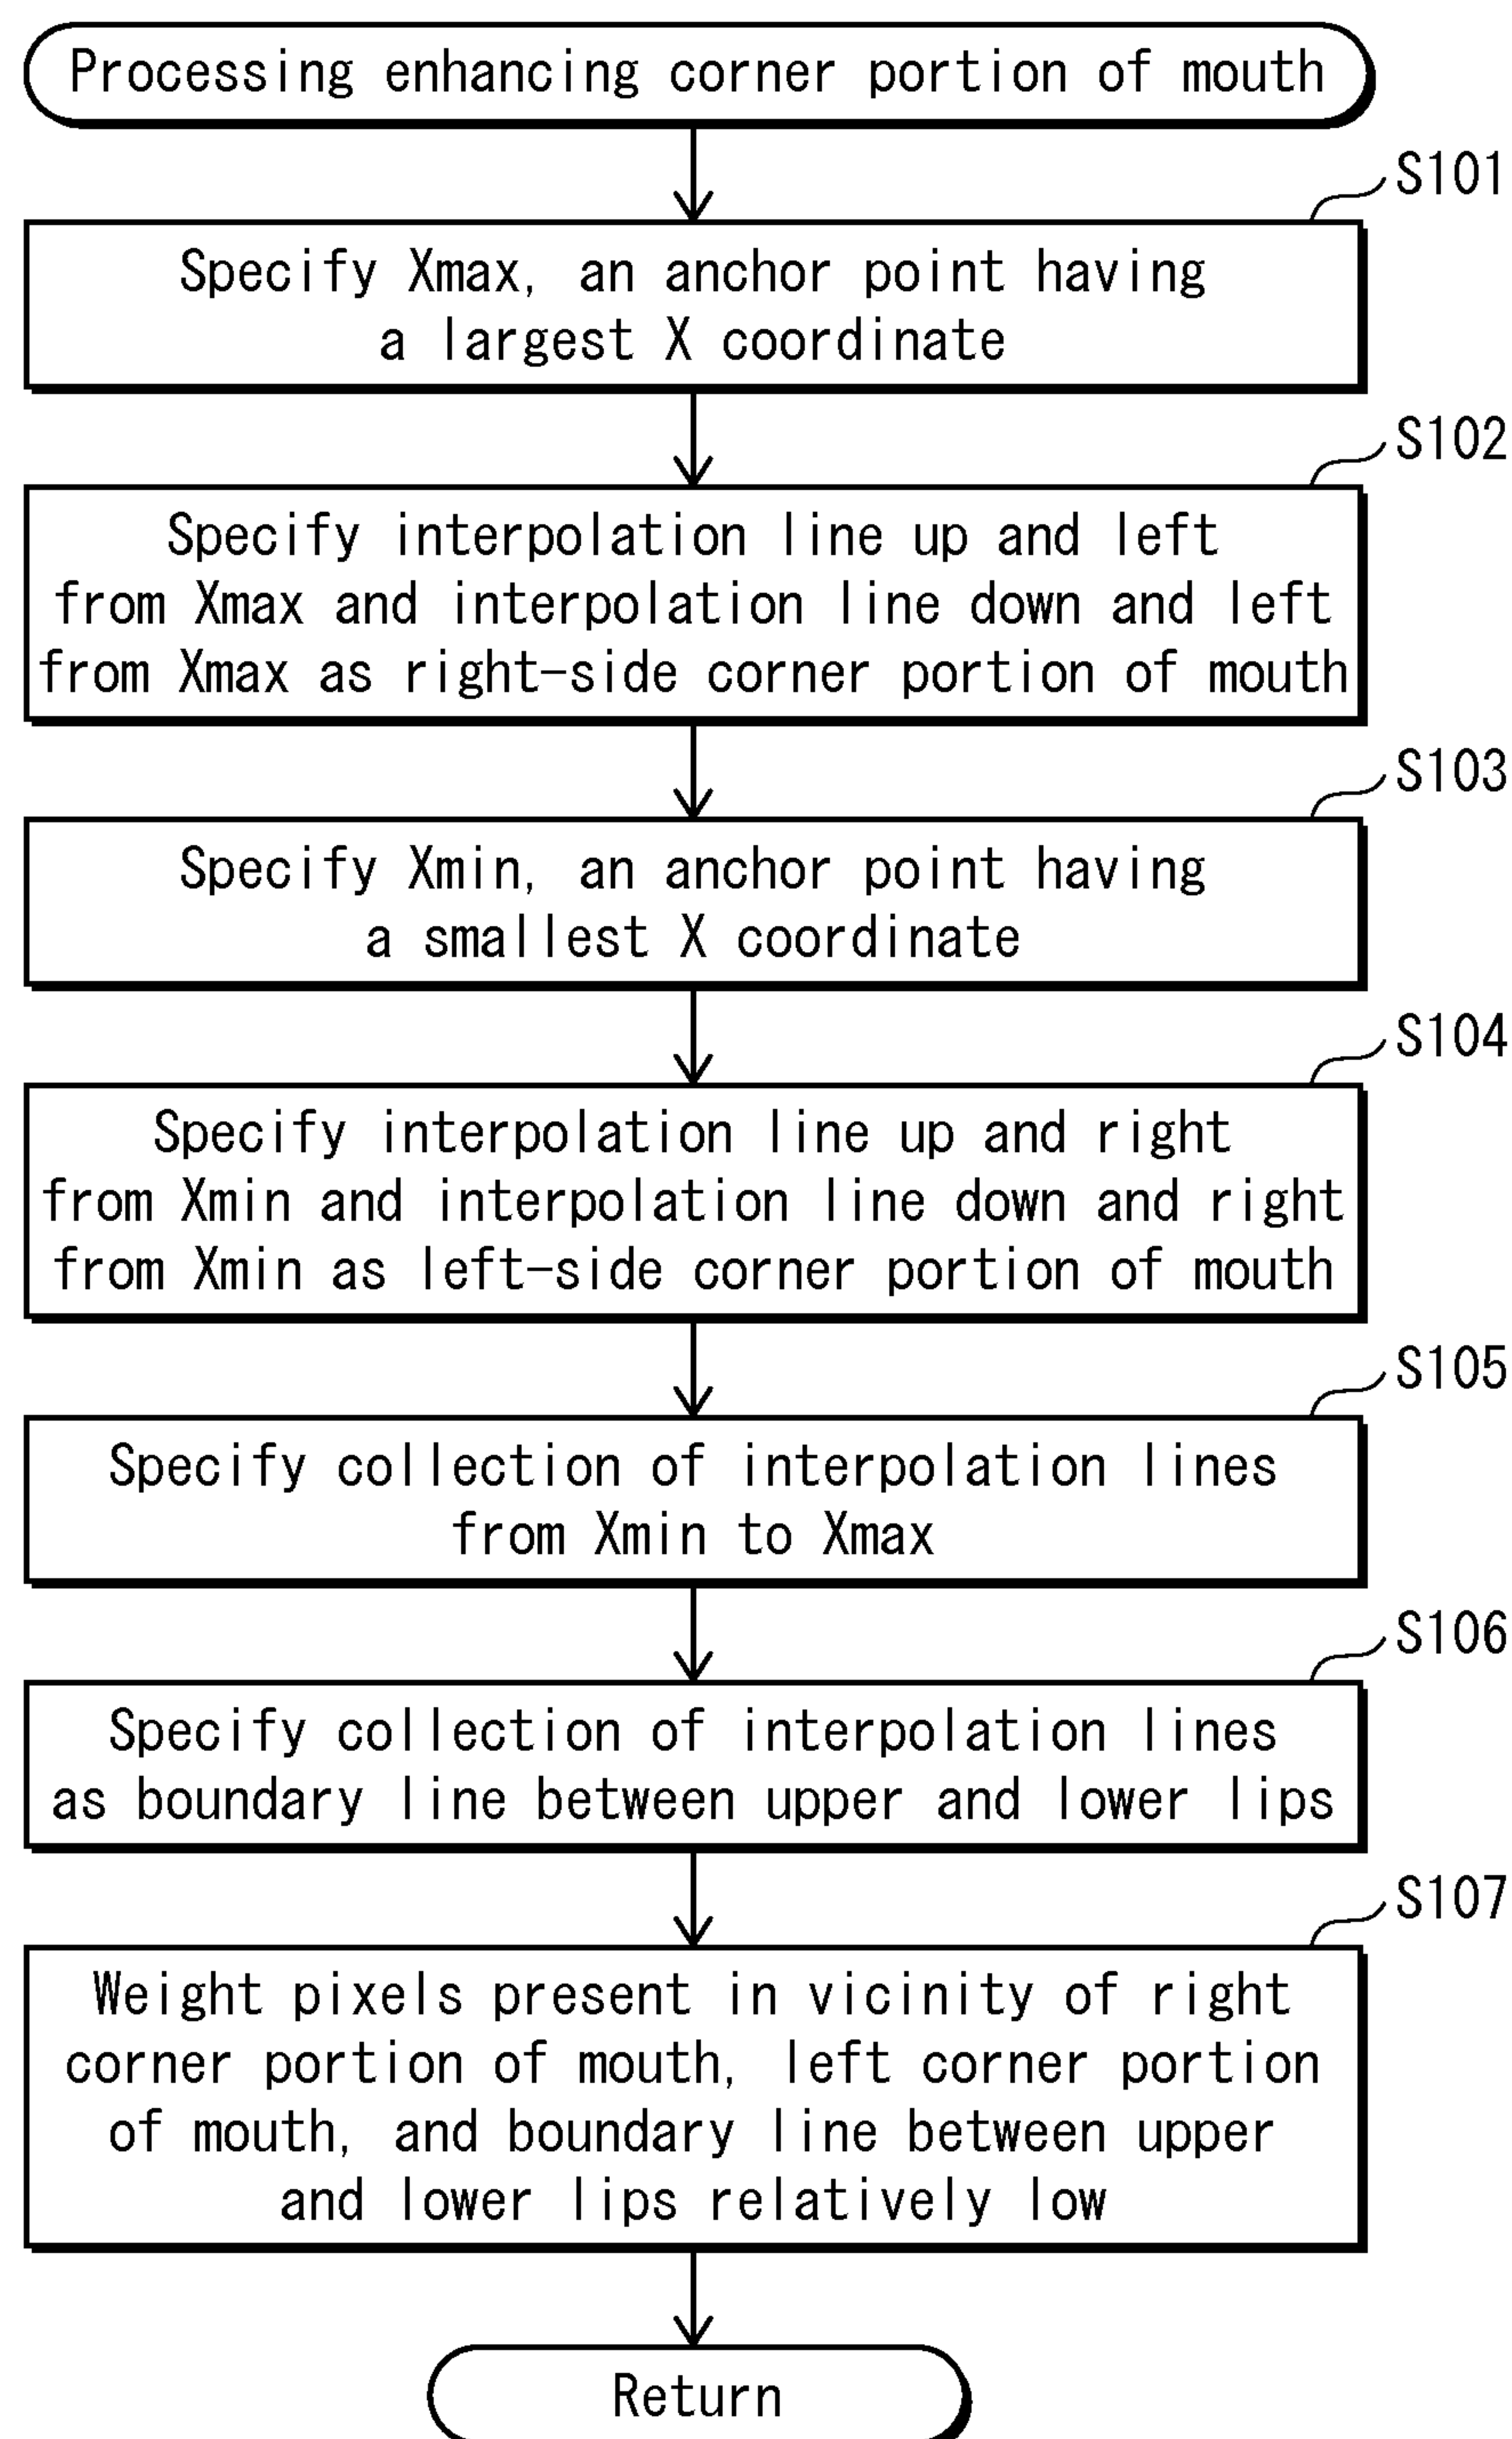 Processing enhancing corner portion of mouth
S101
Specify Xmax, an anchor point having
a largest X coordinate
S102
Specify interpolation line up and left
from Xmax and interpolation line down and left
from Xmax as right-side corner portion of mouth
S103
Specify Xmin, an anchor point having
a smallest X coordinate
S104
Specify interpolation line up and right
from Xmin and interpolation line down and right
from Xmin as left-side corner portion of mouth
S105
Specify collection of interpolation lines
from Xmin to Xmax
S106
Specify collection of interpolation lines
as boundary line between upper and lower lips
S107
Weight pixels present in vicinity of right
corner portion of mouth, left corner portion
of mouth, and boundary line between upper
and lower lips relatively low
Return